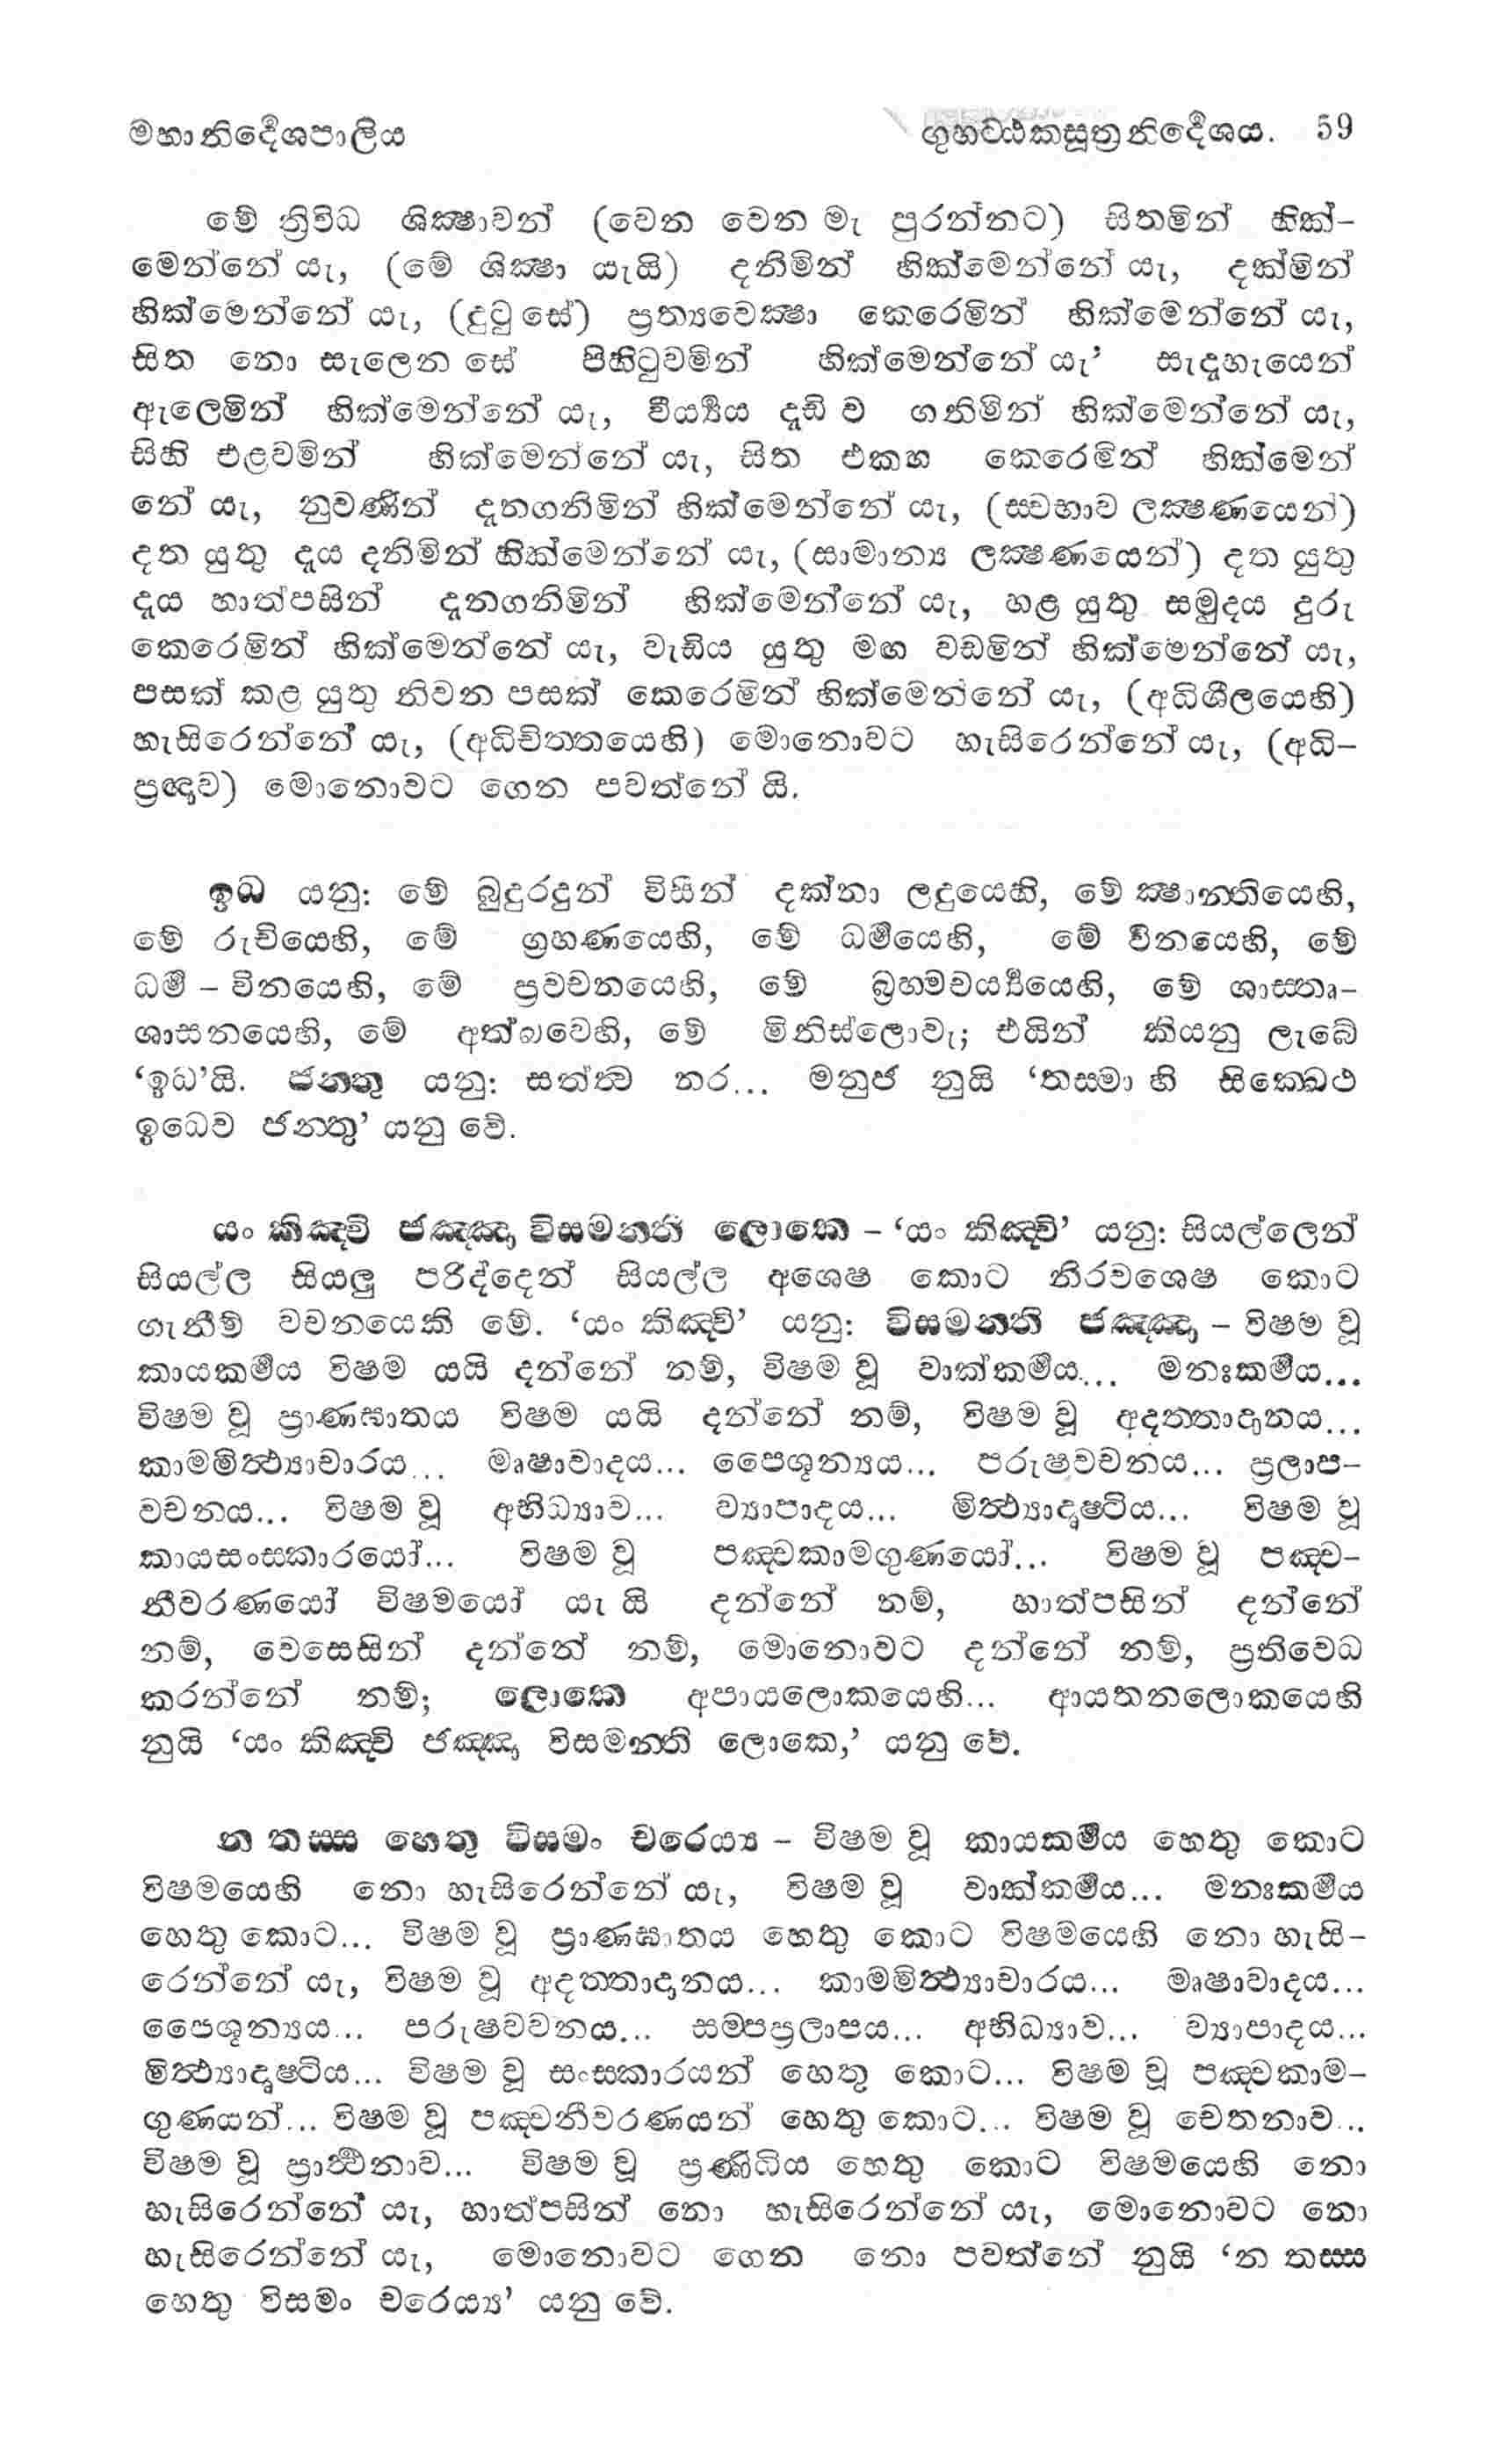 මහානිර්‍දෙශපාලිය ගුහට්ඨකසූත්‍රනිර්‍දෙශය. 59
මේ ත්‍රිවිධ ශික්‍ෂාවන් (වෙන වෙන මැ පුරන්නට) සිතමින් හික්–
මෙන්නේ යැ, (මේ ශික්‍ෂා යැයි) දනිමින් හික්මෙන්නේ යැ, දක්මින්
හික්මෙන්නේ යැ, (දුටු සේ) ප්‍රත්‍යවෙක්‍ෂා කෙරෙමින් හික්මෙන්නේ යැ,
සිත නො සැලෙන සේ පිහිටුවමින් හික්මෙන්නේ යැ’ සැදැහැයෙන්
ඇලෙමින් හික්මෙන්නේ යැ, වීර්‍ය්‍යය දැඩි ව ගනිමින් හික්මෙන්නේ යැ,
සිහි එළවමින් හික්මෙන්නේ යැ, සිත එකඟ කෙරෙමින් හික්මෙන්
නේ යැ, නුවණින් දැනගනිමින් හික්මෙන්නේ යැ, (ස්වභාව ලක්‍ෂණයෙන්)
දත යුතු දැය දනිමින් හික්මෙන්නේ යැ, (සාමාන්‍ය ලක්‍ෂණයෙන්) දත යුතු
දැය හාත්පසින් දැනගනිමින් හික්මෙන්නේ යැ, හළ යුතු සමුදය දුරු
කෙරෙමින් හික්මෙන්නේ යැ, වැඩිය යුතු මඟ වඩමින් හික්මෙන්නේ යැ,
පසක් කළ යුතු නිවන පසක් කෙරෙමින් හික්මෙන්නේ යැ, (අධිශීලයෙහි)
හැසිරෙන්නේ යැ, (අධිචිත්තයෙහි) මොනොවට හැසිරෙන්නේ යැ, (අධි–
ප්‍රඥාව) මොනොවට ගෙන පවත්නේ යි.
ඉධ යනු: මේ බුදුරදුන් විසින් දක්නා ලදුයෙහි, මේ ක්‍ෂාන්තියෙහි,
මේ රුචියෙහි, මේ ග්‍රහණයෙහි, මේ ධර්‍මයෙහි, මේ විනයෙහි, මේ
ධර්‍ම – විනයෙහි, මේ ප්‍රවචනයෙහි, මේ බ්‍රහ්මචර්‍ය්‍යයෙහි, මේ ශාස්තෘ–
ශාසනයෙහි, මේ අත්බවෙහි, මේ මිනිස්ලොවැ; එයින් කියනු ලැබේ
‘ඉධ’යි. ජන්තු යනු: සත්ත්ව නර... මනුජ නුයි ‘තස්මා හි සික්ඛෙථ
ඉධෙව ජන්තු’ යනු වේ.
යං කිඤ්චි ජඤ්ඤා විසමන්ති ලොකෙ – ‘යං කිඤ්චි’ යනු: සියල්ලෙන්
සියල්ල සියලු පරිද්දෙන් සියල්ල අශෙෂ කොට නිරවශෙෂ කොට
ගැනීම් වචනයෙකි මේ. ‘යං කිඤ්චි’ යනු: විසමන්ති ජඤ්ඤා – විෂම වූ
කායකර්‍මය විෂම යයි දන්නේ නම්, විෂම වූ වාක්කර්‍මය... මනඃකර්‍මය...
විෂම වූ ප්‍රාණඝාතය විෂම යයි දන්නේ නම්, විෂම වූ අදත්තාදානය...
කාමමිත්‍ථ්‍යාචාරය... මෘෂාවාදය... පෛශූන්‍යය... පරුෂවචනය... ප්‍රලාප–
වචනය... විෂම වූ අභිධ්‍යාව... ව්‍යාපාදය... මිත්‍ථ්‍යාදෘෂ්ටිය... විෂම වූ
කායසංස්කාරයෝ... විෂම වූ පඤ්චකාමගුණයෝ... විෂම වූ පඤ්ච–
නීවරණයෝ විෂමයෝ යැ යි දන්නේ නම්, හාත්පසින් දන්නේ
නම්, වෙසෙසින් දන්නේ නම්, මොනොවට දන්නේ නම්, ප්‍රතිවෙධ
කරන්නේ නම්; ලොකෙ අපායලොකයෙහි... ආයතනලොකයෙහි
නුයි ‘යං කිඤ්චි ජඤ්ඤා විසමන්ති ලොකෙ,’ යනු වේ.
න තස්ස හෙතු විසමං චරෙය්‍ය – විෂම වූ කායකර්‍මය හෙතු කොට
විෂමයෙහි නො හැසිරෙන්නේ යැ, විෂම වූ වාක්කර්‍මය... මනඃකර්‍මය
හෙතු කොට... විෂම වූ ප්‍රාණඝාතය හෙතු කොට විෂමයෙහි නො හැසි–
රෙන්නේ යැ, විෂම වූ අදත්තාදානය... කාමමිත්‍ථ්‍යාචාරය... මෘෂාවාදය...
පෛශූන්‍යය... පරුෂවචනය... සම්පප්‍රලාපය... අභිධ්‍යාව... ව්‍යාපාදය...
මිත්‍ථ්‍යාදෘෂ්ටිය... විෂම වූ සංස්කාරයන් හෙතු කොට... විෂම වූ පඤ්චකාම–
ගුණයන්... විෂම වූ පඤ්චනීවරණයන් හෙතු කොට... විෂම වූ චෙතනාව...
විෂම වූ ප්‍රාර්‍ත්‍ථනාව... විෂම වූ ප්‍රණිධිය හෙතු කොට විෂමයෙහි නො
හැසිරෙන්නේ යැ, හාත්පසින් නො හැසිරෙන්නේ යැ, මොනොවට නො
හැසිරෙන්නේ යැ, මොනොවට ගෙන නො පවත්නේ නුයි ‘න තස්ස
හෙතු විසමං චරෙය්‍ය’ යනු වේ.